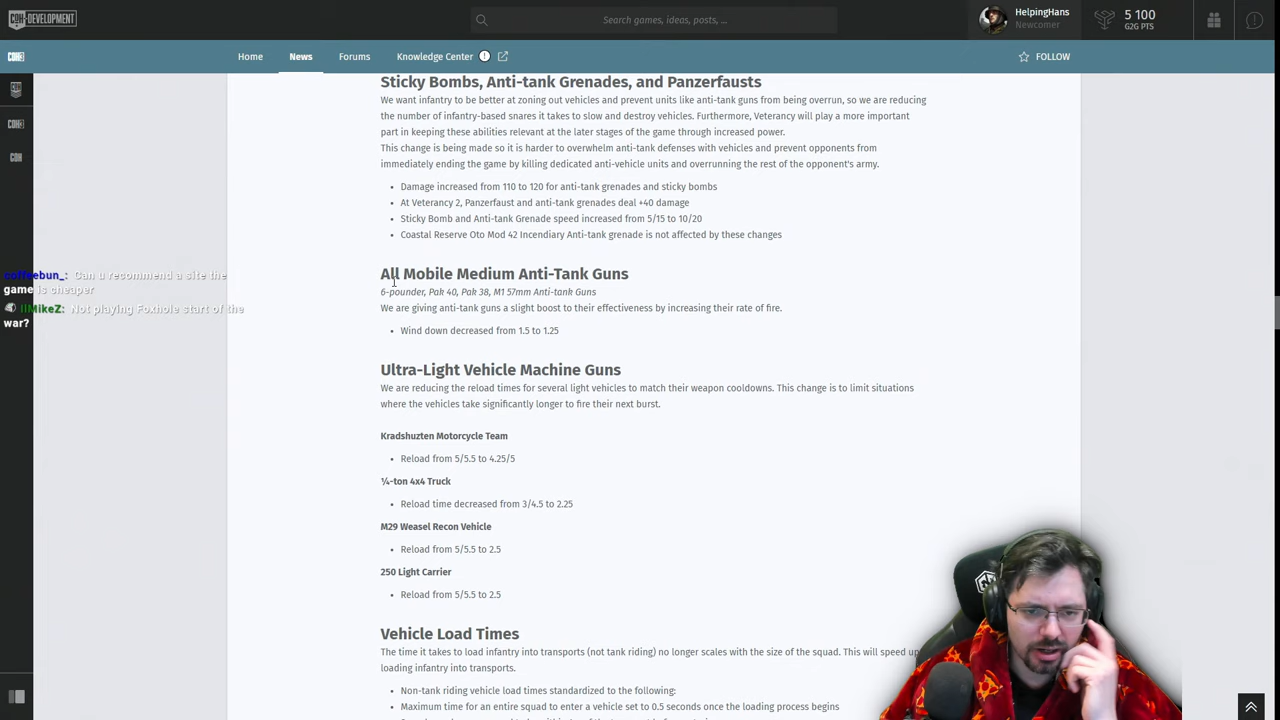 COH-DEVELOPMENT
Search games, ideas, posts, ...
HelpingHans
Newcomer
5 100
G2G PTS
Home
News
Forums
Knowledge Center
FOLLOW
Sticky Bombs, Anti-tank Grenades, and Panzerfausts
We want infantry to be better at zoning out vehicles and prevent units like anti-tank guns from being overrun, so we are reducing
the number of infantry-based snares it takes to slow and destroy vehicles. Furthermore, Veterancy will play a more important
part in keeping these abilities relevant at the later stages of the game through increased power.
This change is being made so it is harder to overwhelm anti-tank defenses with vehicles and prevent opponents from
immediately ending the game by killing dedicated anti-vehicle units and overrunning the rest of the opponent's army.
• Damage increased from 110 to 120 for anti-tank grenades and sticky bombs
• At Veterancy 2, Panzerfaust and anti-tank grenades deal +40 damage
• Sticky Bomb and Anti-tank Grenade speed increased from 5/15 to 10/20
• Coastal Reserve Oto Mod 42 Incendiary Anti-tank grenade is not affected by these changes
coffeebun_: Can u recommend a site the
game is cheaper
IIMikeZ: Not playing Foxhole start of the
war?
All Mobile Medium Anti-Tank Guns
6-pounder, Pak 40, Pak 38, M1 57mm Anti-tank Guns
We are giving anti-tank guns a slight boost to their effectiveness by increasing their rate of fire.
• Wind down decreased from 1.5 to 1.25
Ultra-Light Vehicle Machine Guns
We are reducing the reload times for several light vehicles to match their weapon cooldowns. This change is to limit situations
where the vehicles take significantly longer to fire their next burst.
Kradshuzten Motorcycle Team
• Reload from 5/5.5 to 4.25/5
¼-ton 4x4 Truck
• Reload time decreased from 3/4.5 to 2.25
M29 Weasel Recon Vehicle
• Reload from 5/5.5 to 2.5
250 Light Carrier
• Reload from 5/5.5 to 2.5
Vehicle Load Times
The time it takes to load infantry into transports (not tank riding) no longer scales with the size of the squad. This will speed up
loading infantry into transports.
• Non-tank riding vehicle load times standardized to the following:
• Maximum time for an entire squad to enter a vehicle set to 0.5 seconds once the loading process begins